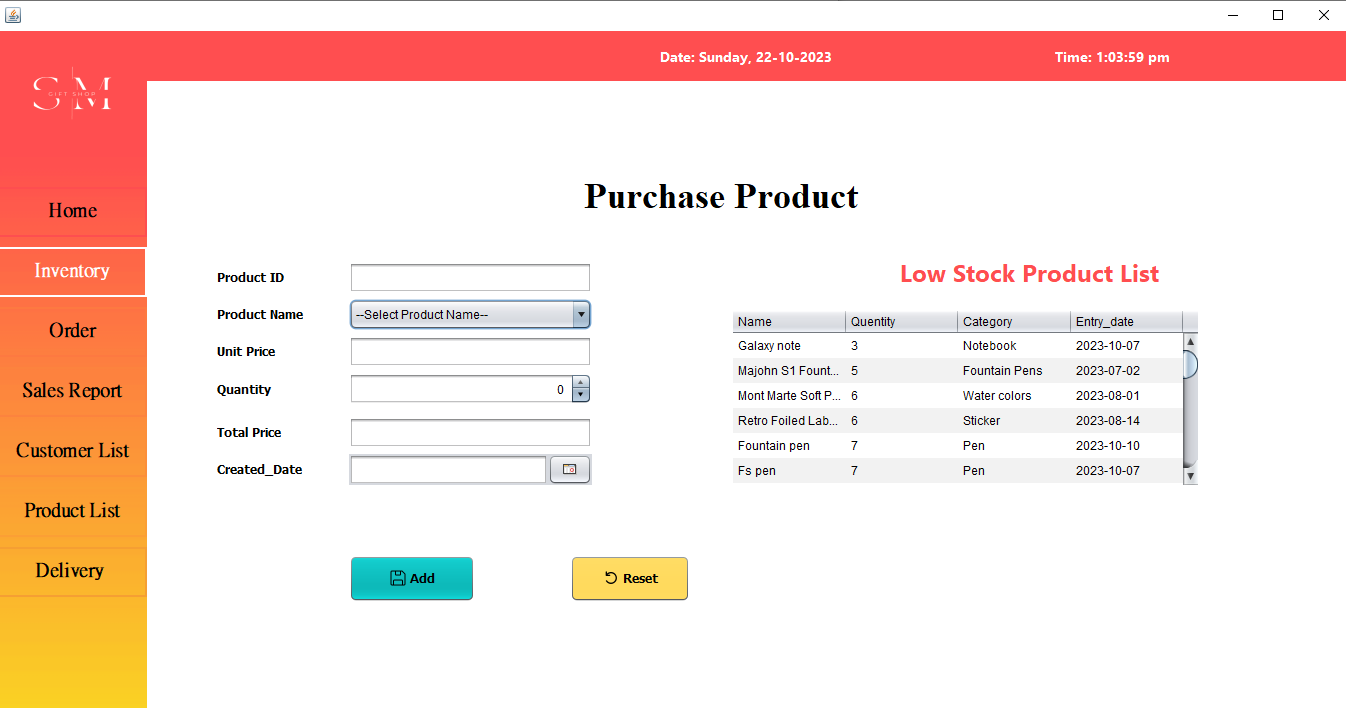 Date: Sunday, 22-10-2023 Time: 1:03:59 pm
SM
GIFT SHOP
Home
Inventory
Order
Sales Report
Customer List
Product List
Delivery
Purchase Product
Product ID
Product Name --Select Product Name--
Unit Price
Quantity 0
Total Price
Created_Date
Add Reset
Low Stock Product List
Name Quentity Category Entry_date
Galaxy note 3 Notebook 2023-10-07
Majohn S1 Fount... 5 Fountain Pens 2023-07-02
Mont Marte Soft P... 6 Water colors 2023-08-01
Retro Foiled Lab... 6 Sticker 2023-08-14
Fountain pen 7 Pen 2023-10-10
Fs pen 7 Pen 2023-10-07